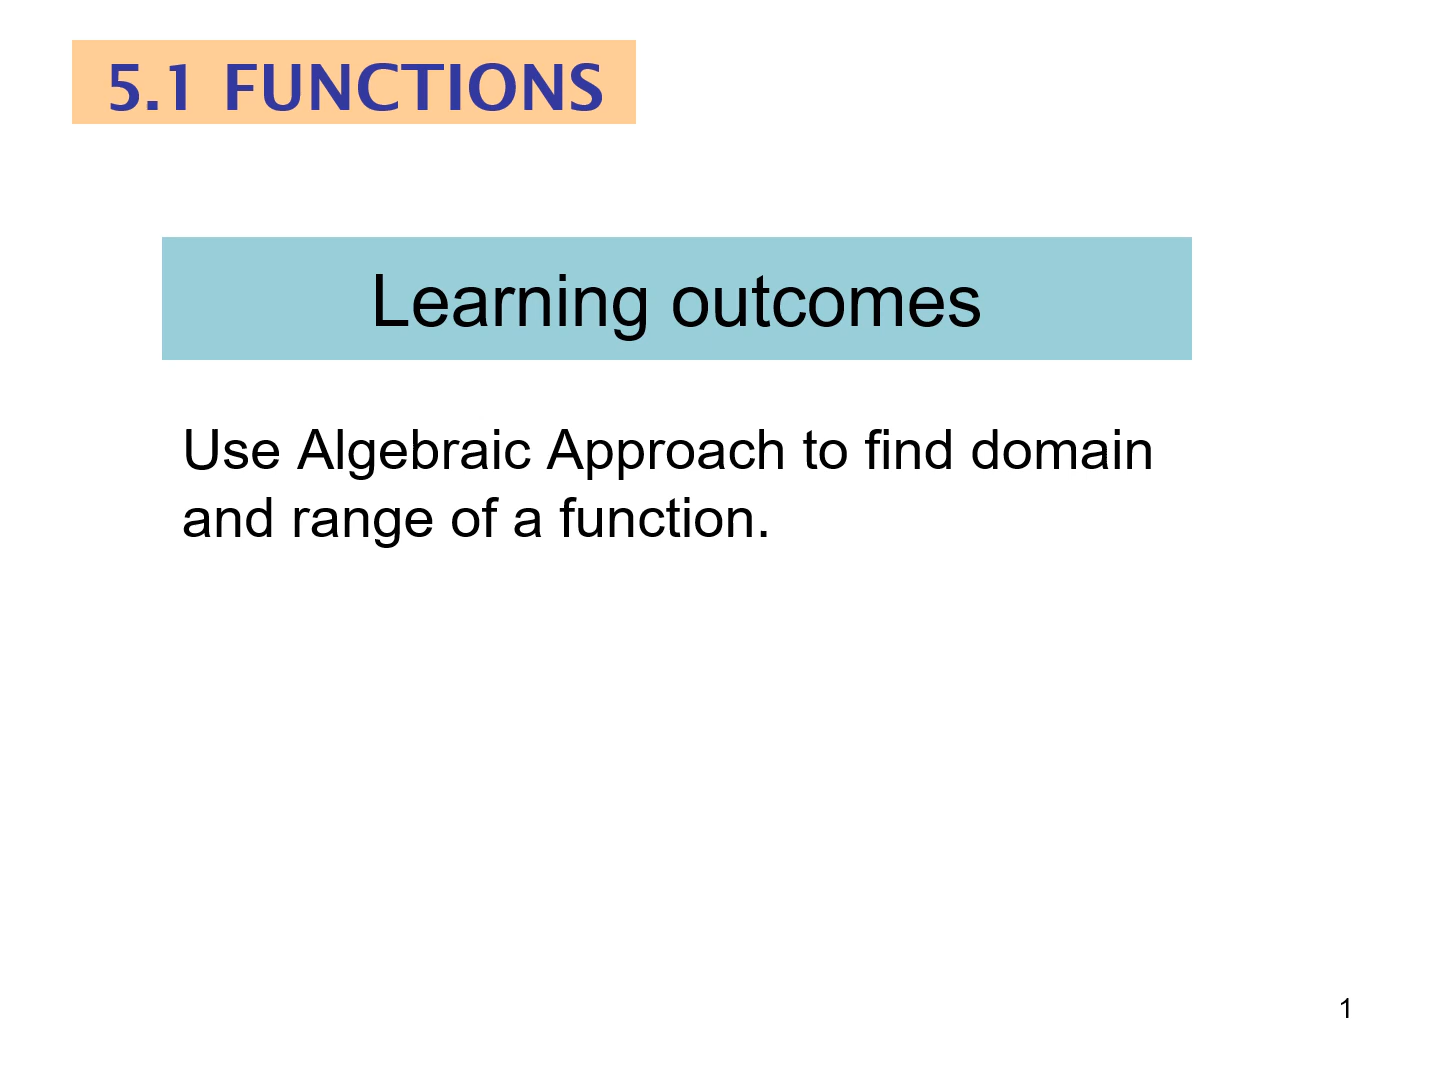 5.1 FUNCTIONS
Learning outcomes
Use Algebraic Approach to find domain
and range of a function.
1